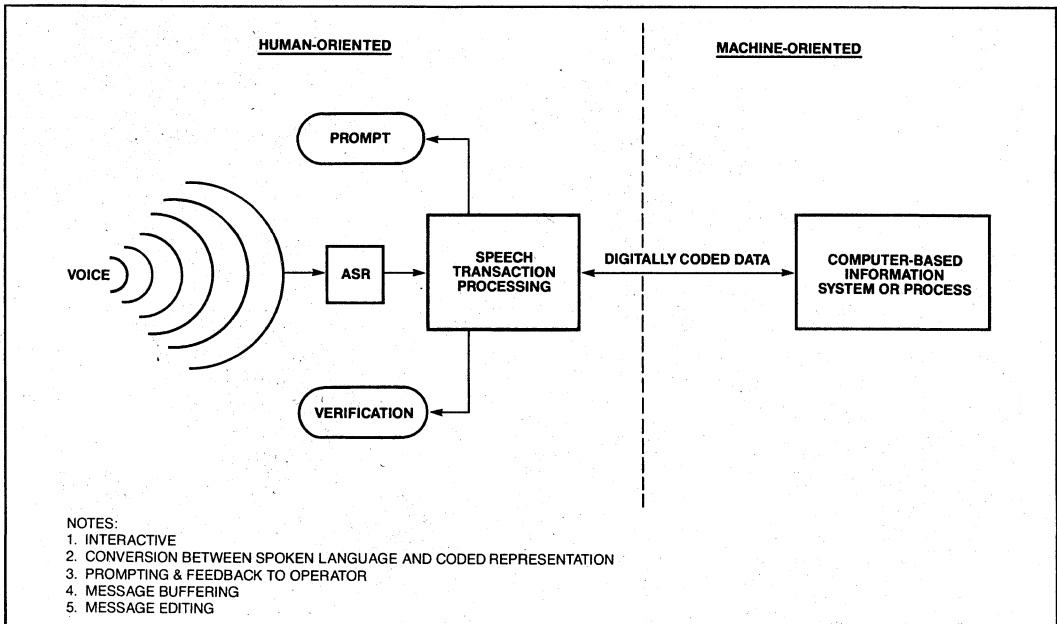 HUMAN-ORIENTED
MACHINE-ORIENTED
PROMPT
VOICE
ASR
SPEECH
TRANSACTION
PROCESSING
DIGITALLY CODED DATA
COMPUTER-BASED
INFORMATION
SYSTEM OR PROCESS
VERIFICATION
NOTES:
1. INTERACTIVE
2. CONVERSION BETWEEN SPOKEN LANGUAGE AND CODED REPRESENTATION
3. PROMPTING & FEEDBACK TO OPERATOR
4. MESSAGE BUFFERING
5. MESSAGE EDITING